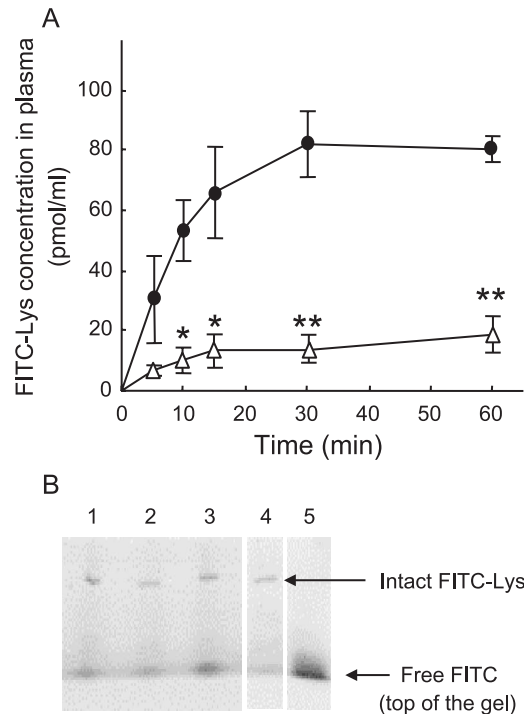 A
FITC-Lys concentration in plasma
(pmol/ml)
100
80
60
40
20
0
* * ** **
0 10 20 30 40 50 60
Time (min)
B
1 2 3 4 5
Intact FITC-Lys
Free FITC
(top of the gel)